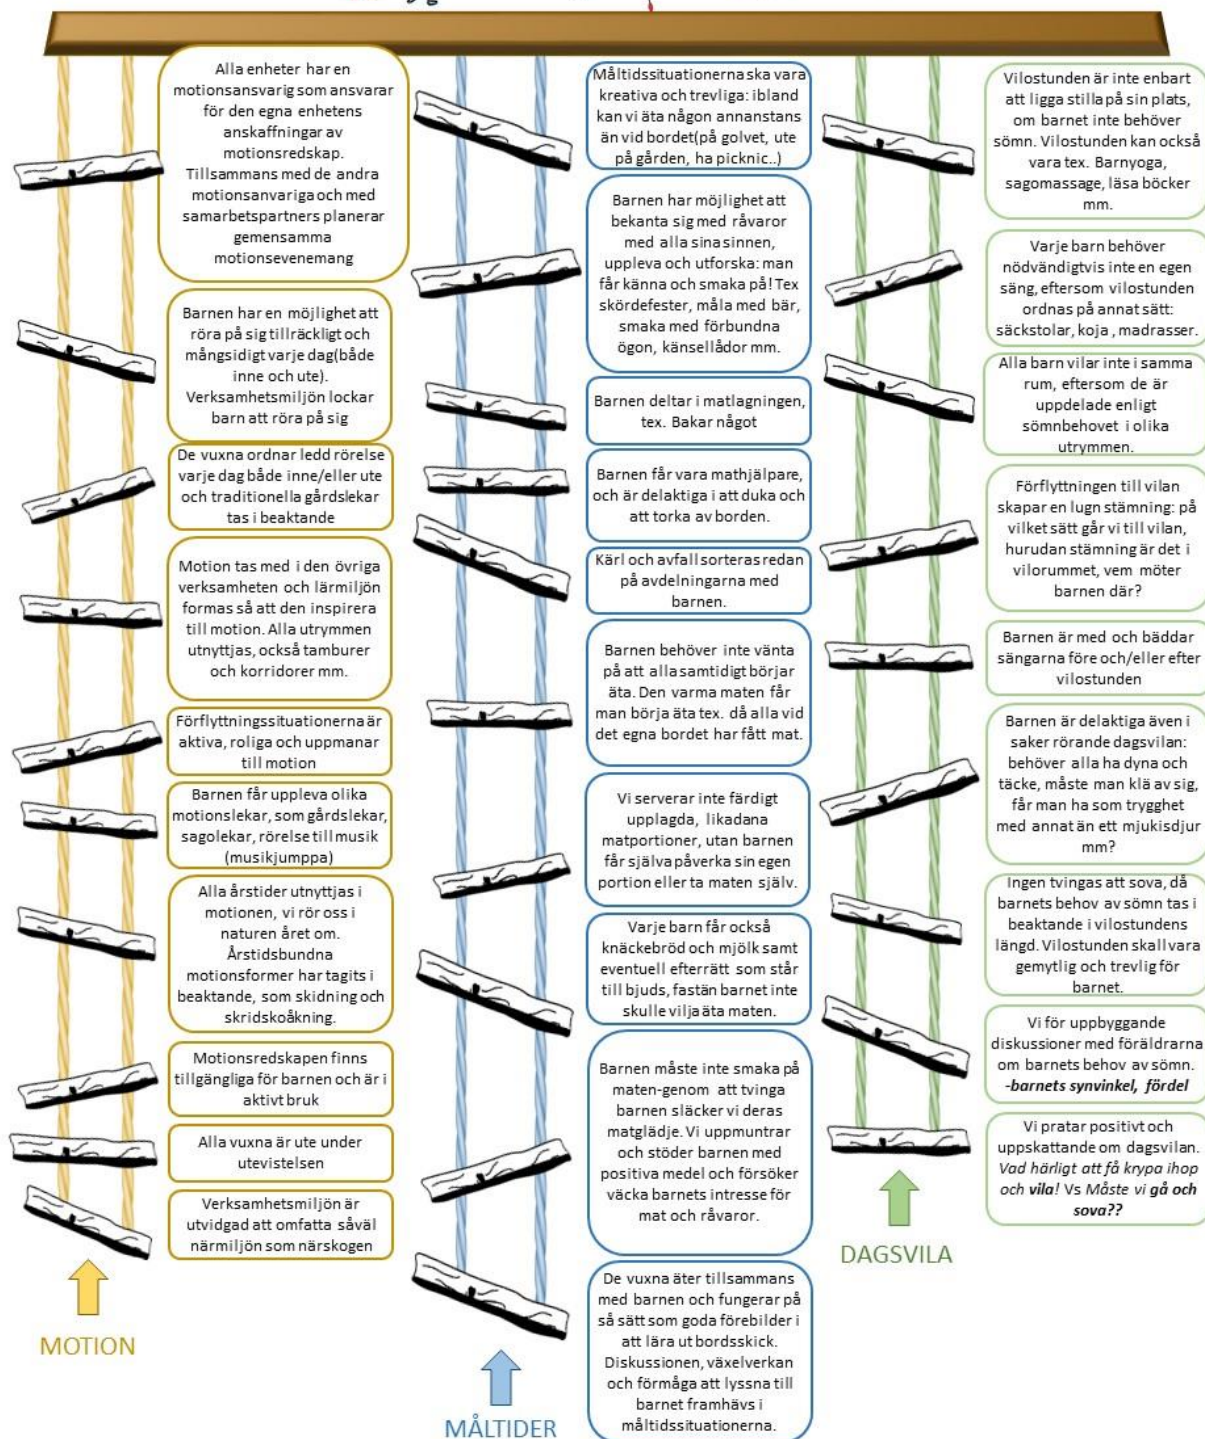 Alla enheter har en
motionsansvarig som ansvarar
för den egna enhetens
anskaffningar av
motionsredskap.
Tillsammans med de andra
motionsanvariga och med
samarbetspartners planerar
gemensamma
motionsevenemang
Barnen har en möjlighet att
röra på sig tillräckligt och
mångsidigt varje dag(både
inne och ute).
Verksamhetsmiljön lockar
barn att röra på sig
De vuxna ordnar ledd rörelse
varje dag både inne/eller ute
och traditionella gårdslekar
tas i beaktande
Motion tas med i den övriga
verksamheten och lärmiljön
formas så att den inspirera
till motion. Alla utrymmen
utnyttjas, också tamburer
och korridorer mm.
Förflyttningssituationerna är
aktiva, roliga och uppmanar
till motion
Barnen får uppleva olika
motionslekar, som gårdslekar,
sagolekar, rörelse till musik
(musikjumppa)
Alla årstider utnyttjas i
motionen, vi rör oss i
naturen året om.
Årstidsbundna
motionsformer har tagits i
beaktande, som skidning och
skridskoåkning.
Motionsredskapen finns
tillgängliga för barnen och är i
aktivt bruk
Alla vuxna är ute under
utevistelsen
Verksamhetsmiljön är
utvidgad att omfatta såväl
närmiljön som närskogen
MOTION
Måltidssituationerna ska vara
kreativa och trevliga: ibland
kan vi äta någon annanstans
än vid bordet(på golvet, ute
på gården, ha picknic..)
Barnen har möjlighet att
bekanta sig med råvaror
med alla sina sinnen,
uppleva och utforska: man
får känna och smaka på! Tex
skördefester, måla med bär,
smaka med förbundna
ögon, känsellådor mm.
Barnen deltar i matlagningen,
tex. Bakar något
Barnen får vara mathjälpare,
och är delaktiga i att duka och
att torka av borden.
Kärl och avfall sorteras redan
på avdelningarna med
barnen.
Barnen behöver inte vänta
på att alla samtidigt börjar
äta. Den varma maten får
man börja äta tex. då alla vid
det egna bordet har fått mat.
Vi serverar inte färdigt
upplagda, likadana
matportioner, utan barnen
får själva påverka sin egen
portion eller ta maten själv.
Varje barn får också
knäckebröd och mjölk samt
eventuell efterrätt som står
till bjuds, fastän barnet inte
skulle vilja äta maten.
Barnen måste inte smaka på
maten-genom att tvinga
barnen släcker vi deras
matglädje. Vi uppmuntrar
och stöder barnen med
positiva medel och försöker
väcka barnets intresse för
mat och råvaror.
De vuxna äter tillsammans
med barnen och fungerar på
så sätt som goda förebilder i
att lära ut bordsskick.
Diskussionen, växelverkan
och förmåga att lyssna till
barnet framhävs i
måltidssituationerna.
MÅLTIDER
Vilostunden är inte enbart
att ligga stilla på sin plats,
om barnet inte behöver
sömn. Vilostunden kan också
vara tex. Barnyoga,
sagomassage, läsa böcker
mm.
Varje barn behöver
nödvändigtvis inte en egen
säng, eftersom vilostunden
ordnas på annat sätt:
säckstolar, koja , madrasser.
Alla barn vilar inte i samma
rum, eftersom de är
uppdelade enligt
sömnbehovet i olika
utrymmen.
Förflyttningen till vilan
skapar en lugn stämning: på
vilket sätt går vi till vilan,
hurudan stämning är det i
vilorummet, vem möter
barnen där?
Barnen är med och bäddar
sängarna före och/eller efter
vilostunden
Barnen är delaktiga även i
saker rörande dagsvilan:
behöver alla ha dyna och
täcke, måste man klä av sig,
får man ha som trygghet
med annat än ett mjukisdjur
mm?
Ingen tvingas att sova, då
barnets behov av sömn tas i
beaktande i vilostundens
längd. Vilostunden skall vara
gemytlig och trevlig för
barnet.
Vi för uppbyggande
diskussioner med föräldrarna
om barnets behov av sömn.
-barnets synvinkel, fördel
Vi pratar positivt och
uppskattande om dagsvilan.
Vad härligt att få krypa ihop
och vila! Vs Måste vi gå och
sova??
DAGSVILA